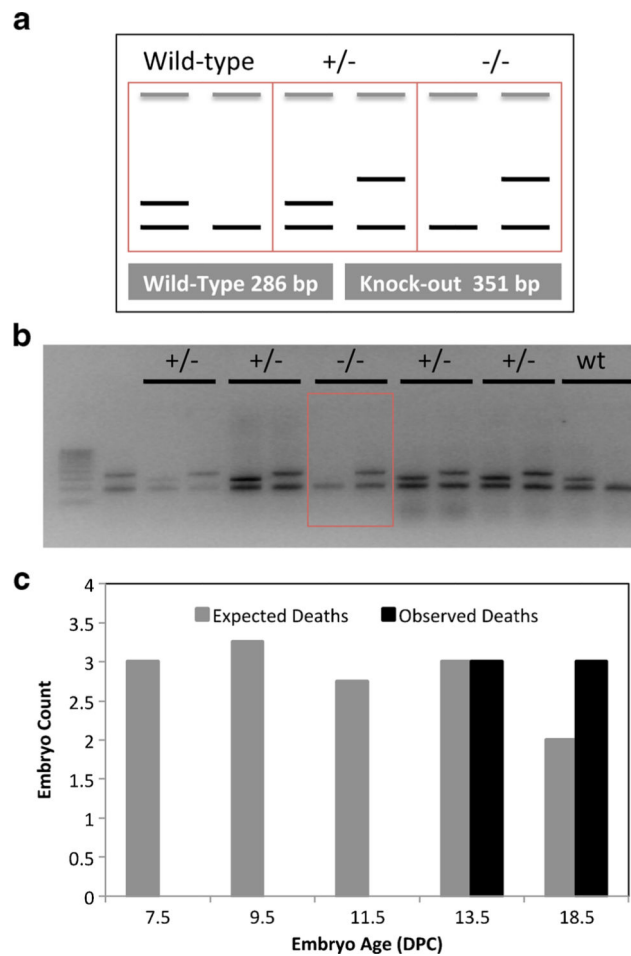 a
Wild-type +/- -/-
Wild-Type 286 bp Knock-out 351 bp
b
+/- +/- -/- +/- +/- wt
c
4
3.5
3
2.5
2
1.5
1
0.5
0
Expected Deaths Observed Deaths
Embryo Count
7.5 9.5 11.5 13.5 18.5
Embryo Age (DPC)